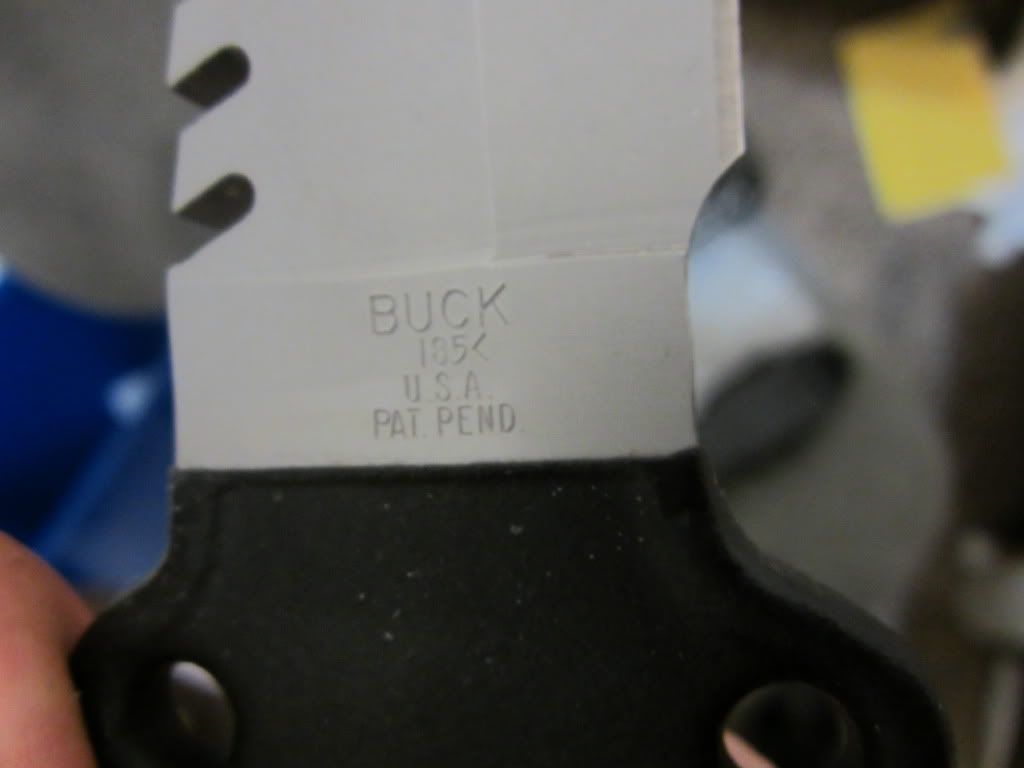 BUCK
185<
U.S.A.
PAT. PEND.